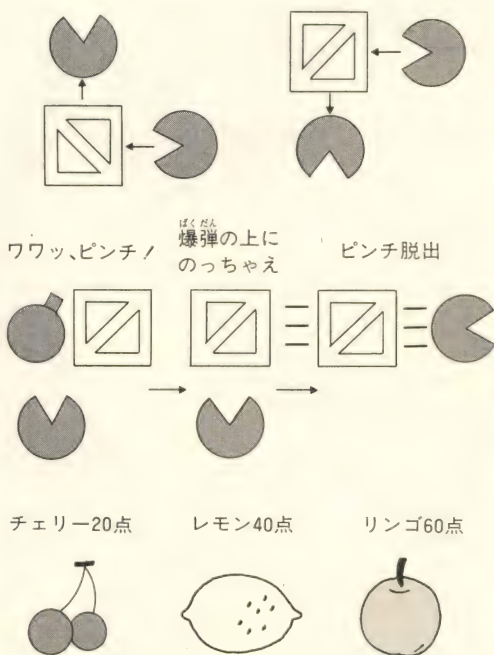 ワワッ、ピンチ!
ばくだん
爆弾の上に
のっちゃえ
ピンチ脱出
チェリー20点
レモン40点
リンゴ60点